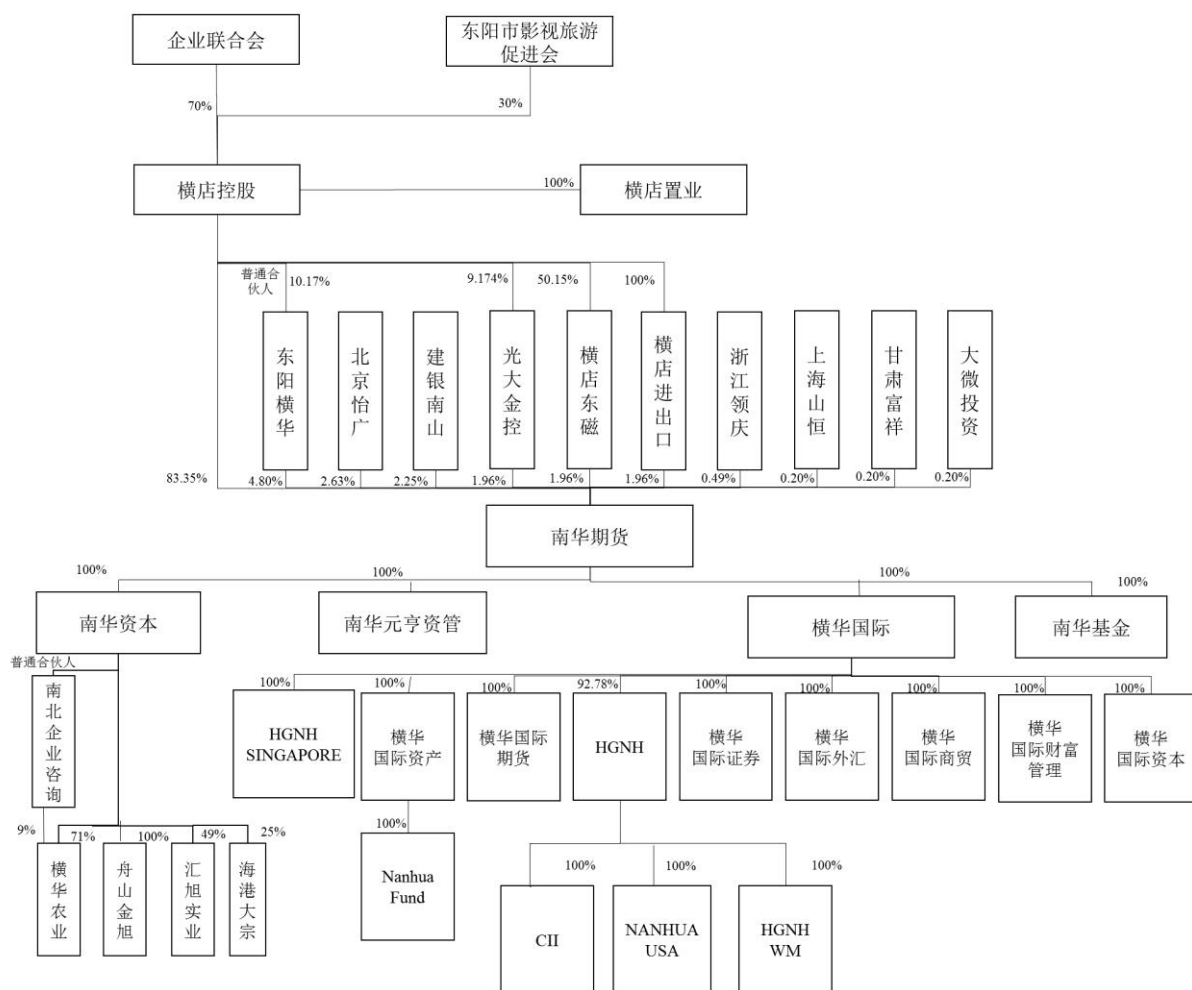 企业联合会
东阳市影视旅游
促进会
70%
30%
横店控股
100%
横店置业
普通合
伙人
10.17%
9.174%
50.15%
100%
东阳横华
北京怡广
建银南山
光大金控
横店东磁
横店进出口
浙江领庆
上海山恒
甘肃富祥
大微投资
83.35%
4.80%
2.63%
2.25%
1.96%
1.96%
1.96%
0.49%
0.20%
0.20%
0.20%
南华期货
100%
100%
100%
100%
南华资本
南华元亨资管
横华国际
南华基金
普通合伙人
100%
100%
100%
92.78%
100%
100%
100%
100%
100%
南北企业咨询
HGNH
SINGAPORE
横华
国际资产
横华国际
期货
HGNH
横华
国际证券
横华
国际外汇
横华
国际商贸
横华
国际财富
管理
横华
国际资本
9%
71%
100%
49%
25%
100%
横华农业
舟山金旭
汇旭实业
海港大宗
Nanhua
Fund
100%
100%
100%
CII
NANHUA
USA
HGNH
WM